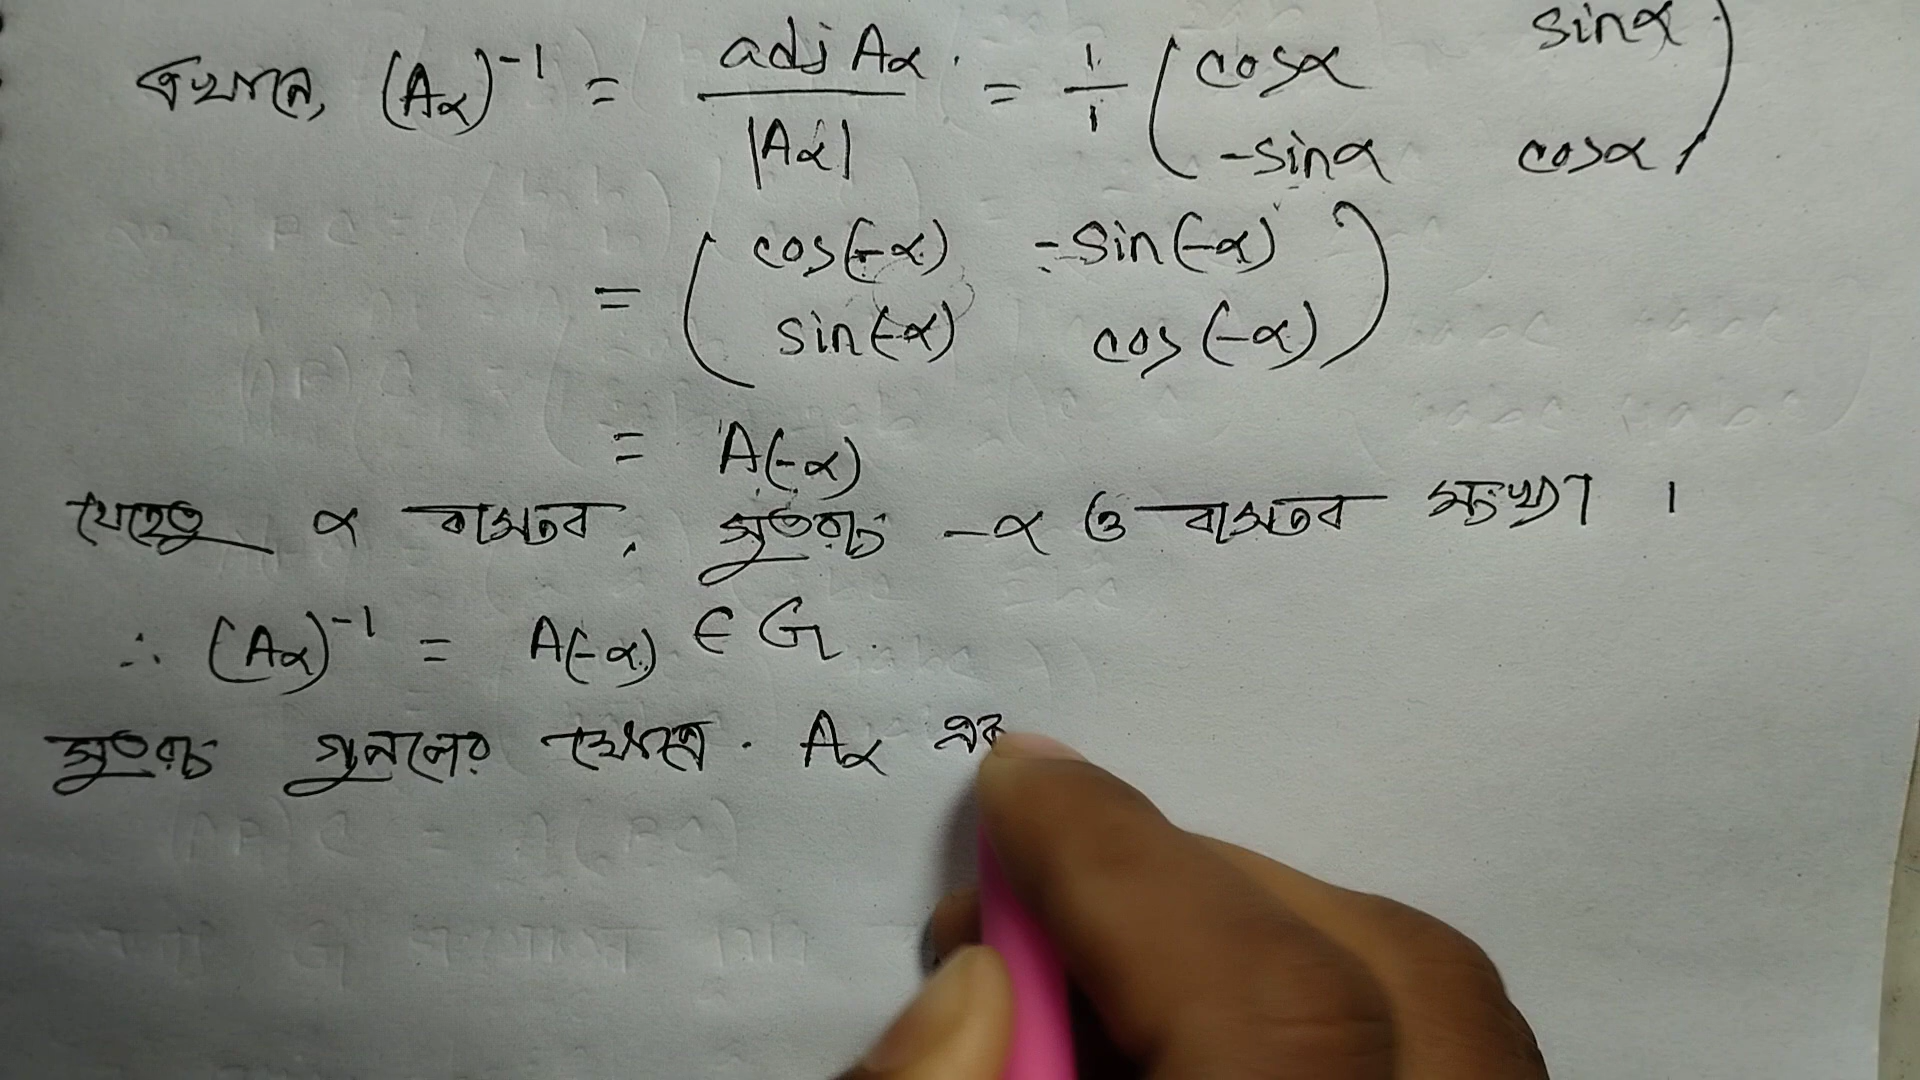 এখানে, (Aα)⁻¹ = adj Aα / |Aα| = 1/1 (cosα sinα
-sinα cosα)
= (cos(-α) -sin(-α)
sin(-α) cos(-α))
= A(-α)
যেহেতু α বাস্তব, সুতরাং -α ও বাস্তব সংখ্যা ।
∴ (Aα)⁻¹ = A(-α) ∈ G.
সুতরাং গুনলের ক্ষেত্রে. Aα এর